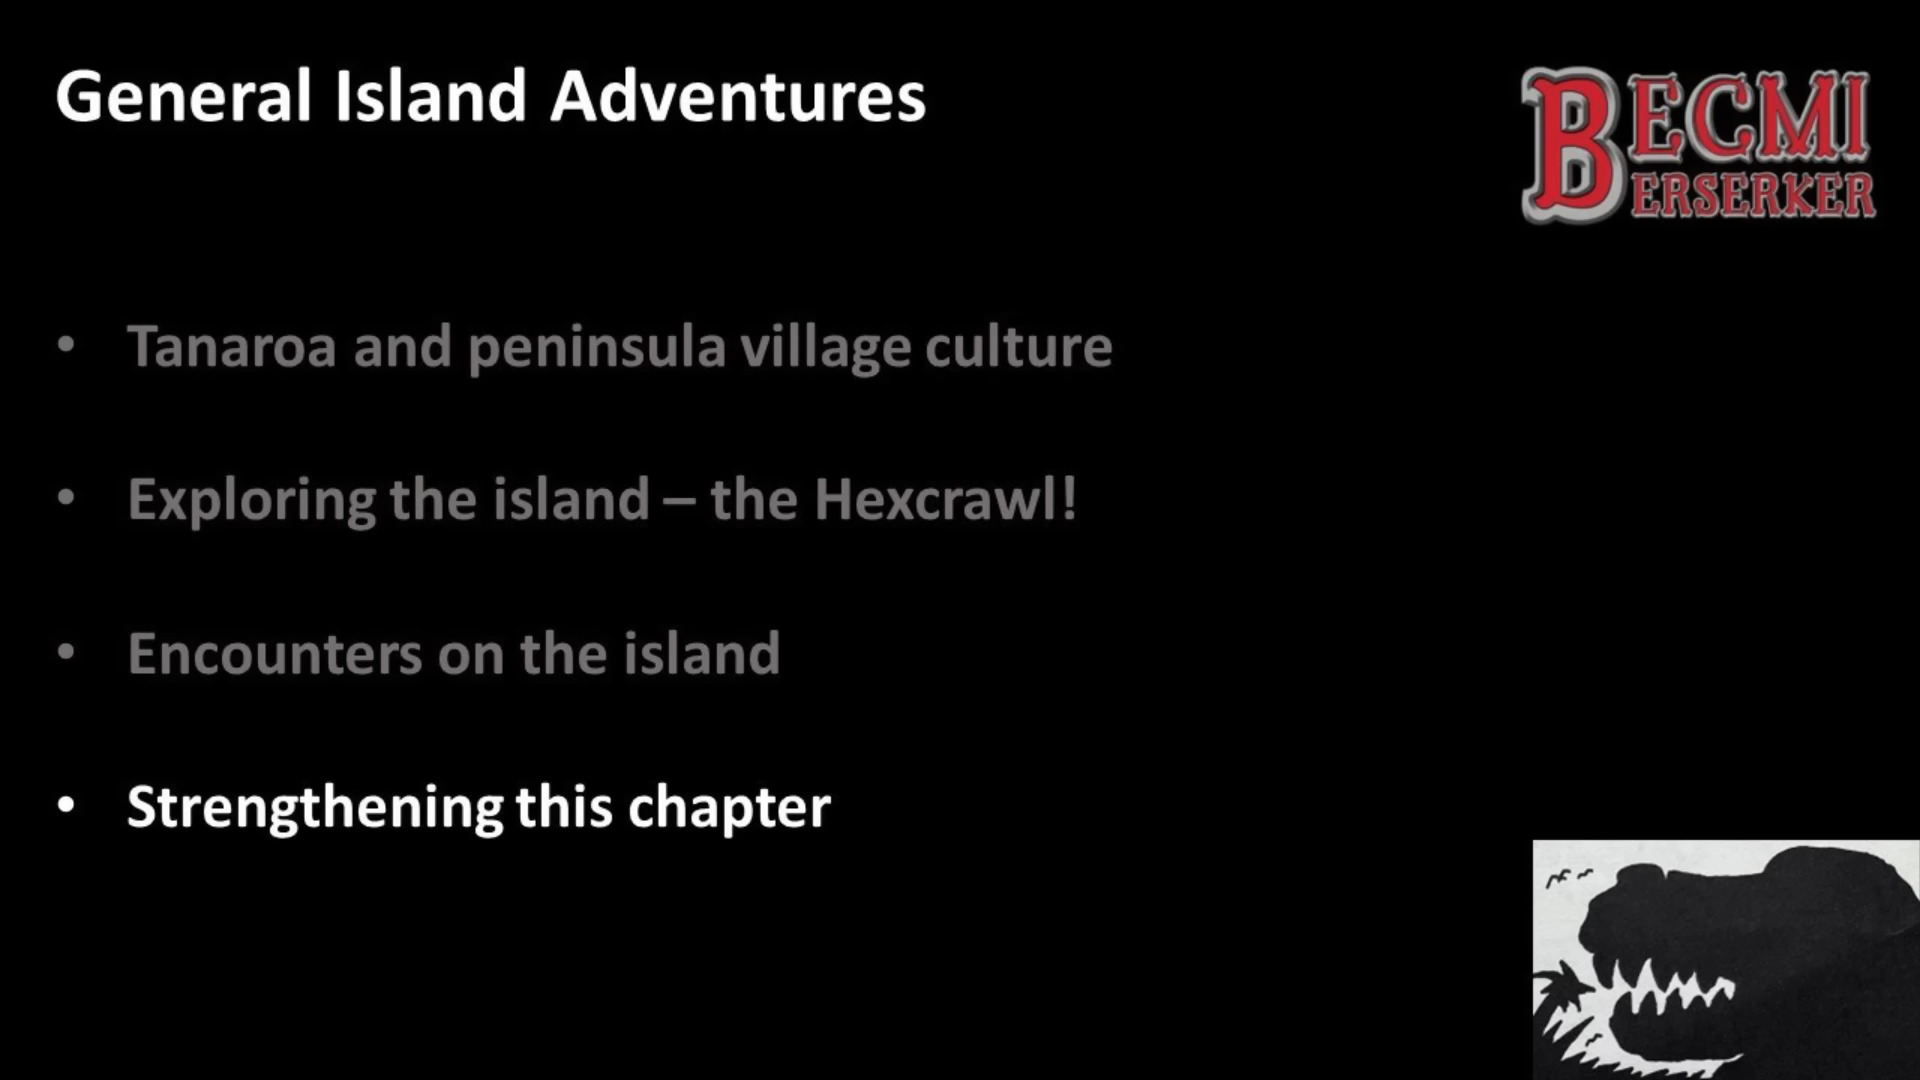 General Island Adventures
BECMI
BERSERKER
• Tanaroa and peninsula village culture
• Exploring the island – the Hexcrawl!
• Encounters on the island
• Strengthening this chapter